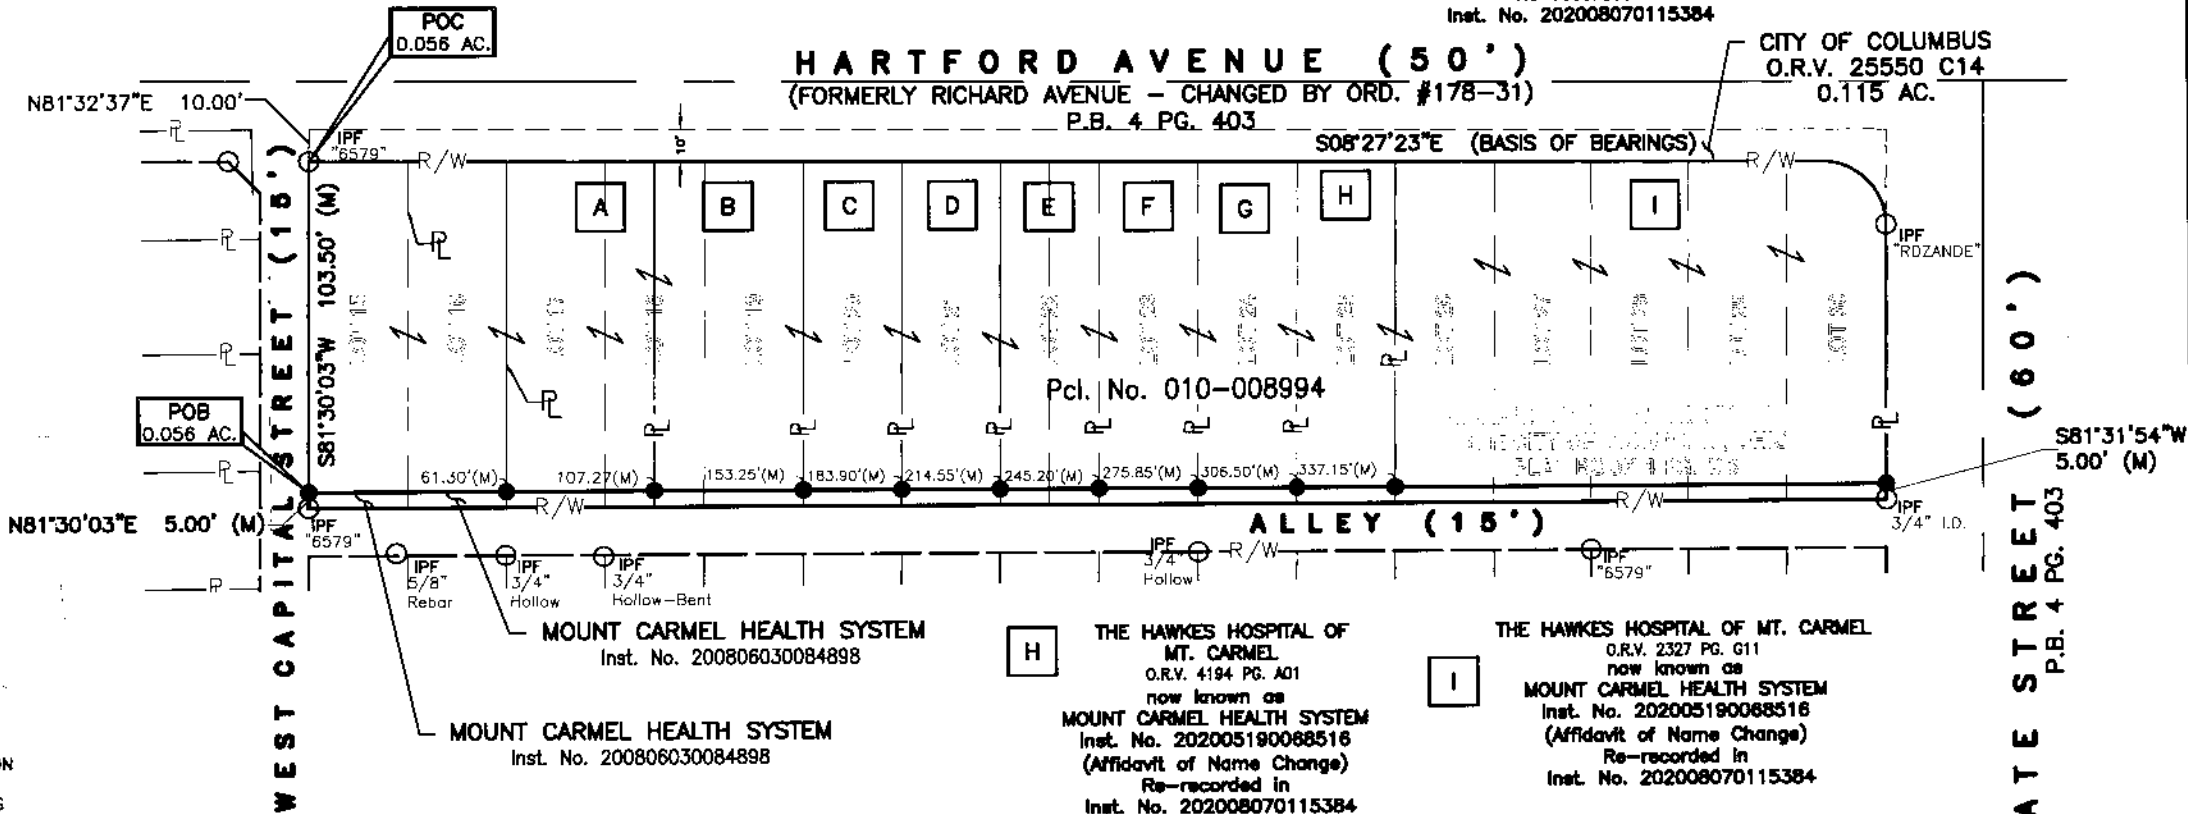 Inst. No. 202008070115384
POC
0.056 AC.
HARTFORD AVENUE (50')
(FORMERLY RICHARD AVENUE - CHANGED BY ORD. #178-31)
P.B. 4 PG. 403
CITY OF COLUMBUS
O.R.V. 25550 C14
0.115 AC.
N81°32'37"E 10.00'
IPF
"6579"
R/W
10'
S08°27'23"E (BASIS OF BEARINGS)
R/W
PL
A
B
C
D
E
F
G
H
I
IPF
"RDZANDE"
WEST CAPITAL STREET (15')
S81°30'03"W 103.50' (M)
LOT
Pcl. No. 010-008994
POB
0.056 AC.
61.30'(M)
107.27(M)
153.25'(M)
183.90'(M)
214.55'(M)
245.20'(M)
275.85'(M)
306.50'(M)
337.15'(M)
S81°31'54"W
5.00' (M)
N81°30'03"E 5.00' (M)
IPF
"6579"
R/W
ALLEY (15')
R/W
IPF
3/4" I.D.
IPF
5/8"
Rebar
IPF
3/4"
Hollow
IPF
3/4"
Hollow-Bent
IPF
3/4"
Hollow
R/W
IPF
"6579"
MOUNT CARMEL HEALTH SYSTEM
Inst. No. 200806030084898
MOUNT CARMEL HEALTH SYSTEM
Inst. No. 200806030084898
H
THE HAWKES HOSPITAL OF
MT. CARMEL
O.R.V. 4194 PG. A01
now known as
MOUNT CARMEL HEALTH SYSTEM
Inst. No. 202005190068516
(Affidavit of Name Change)
Re-recorded in
Inst. No. 202008070115384
I
THE HAWKES HOSPITAL OF MT. CARMEL
O.R.V. 2327 PG. G11
now known as
MOUNT CARMEL HEALTH SYSTEM
Inst. No. 202005190068516
(Affidavit of Name Change)
Re-recorded in
Inst. No. 202008070115384
ATE STREET (60')
P.B. 4 PG. 403